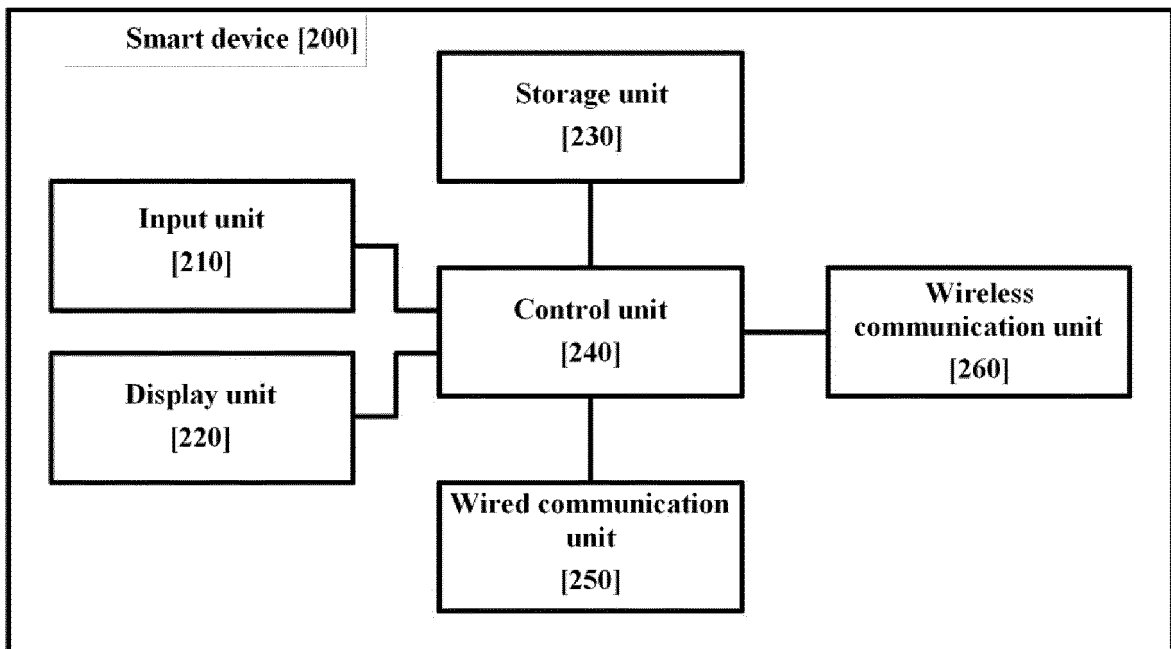 Smart device [200]
Storage unit
[230]
Input unit
[210]
Control unit
[240]
Wireless
communication unit
[260]
Display unit
[220]
Wired communication
unit
[250]